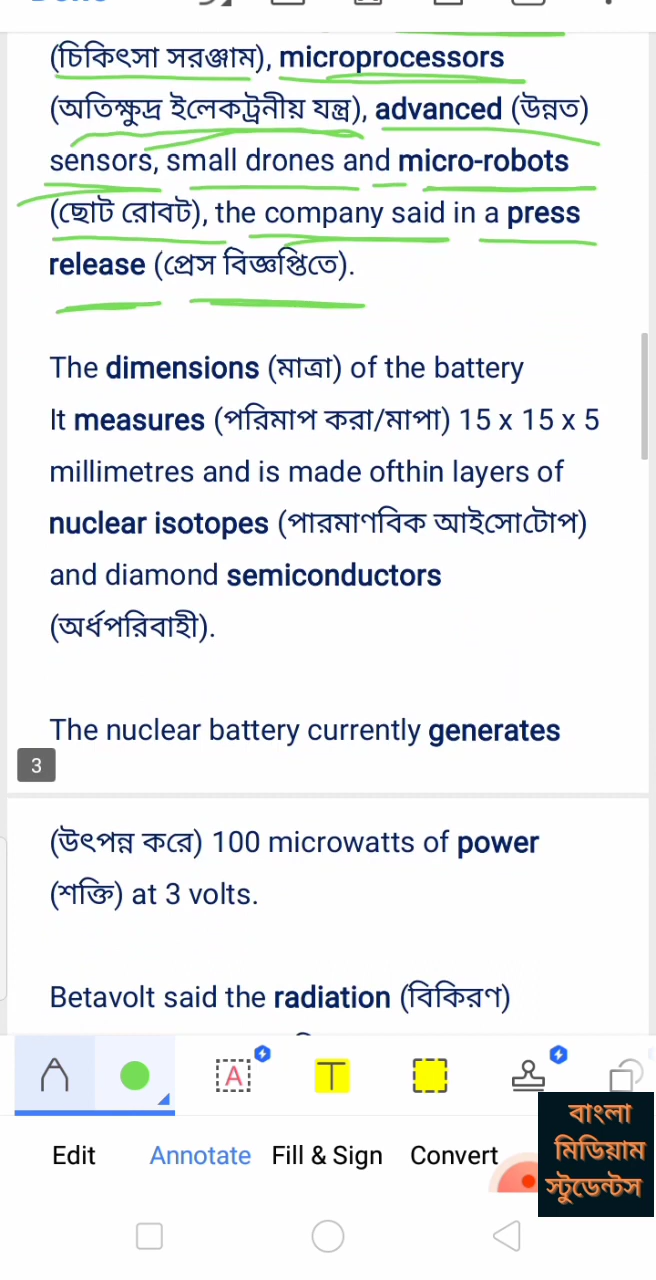 (চিকিৎসা সরঞ্জাম), microprocessors
(অতিক্ষুদ্র ইলেকট্রনীয় যন্ত্র), advanced (উন্নত)
sensors, small drones and micro-robots
(ছোট রোবট), the company said in a press
release (প্রেস বিজ্ঞপ্তিতে).
The dimensions (মাত্রা) of the battery
It measures (পরিমাপ করা/মাপা) 15 x 15 x 5
millimetres and is made ofthin layers of
nuclear isotopes (পারমাণবিক আইসোটোপ)
and diamond semiconductors
(অর্ধপরিবাহী).
The nuclear battery currently generates
3
(উৎপন্ন করে) 100 microwatts of power
(শক্তি) at 3 volts.
Betavolt said the radiation (বিকিরণ)
A T
Edit Annotate Fill & Sign Convert
বাংলা
মিডিয়াম
স্টুডেন্টস